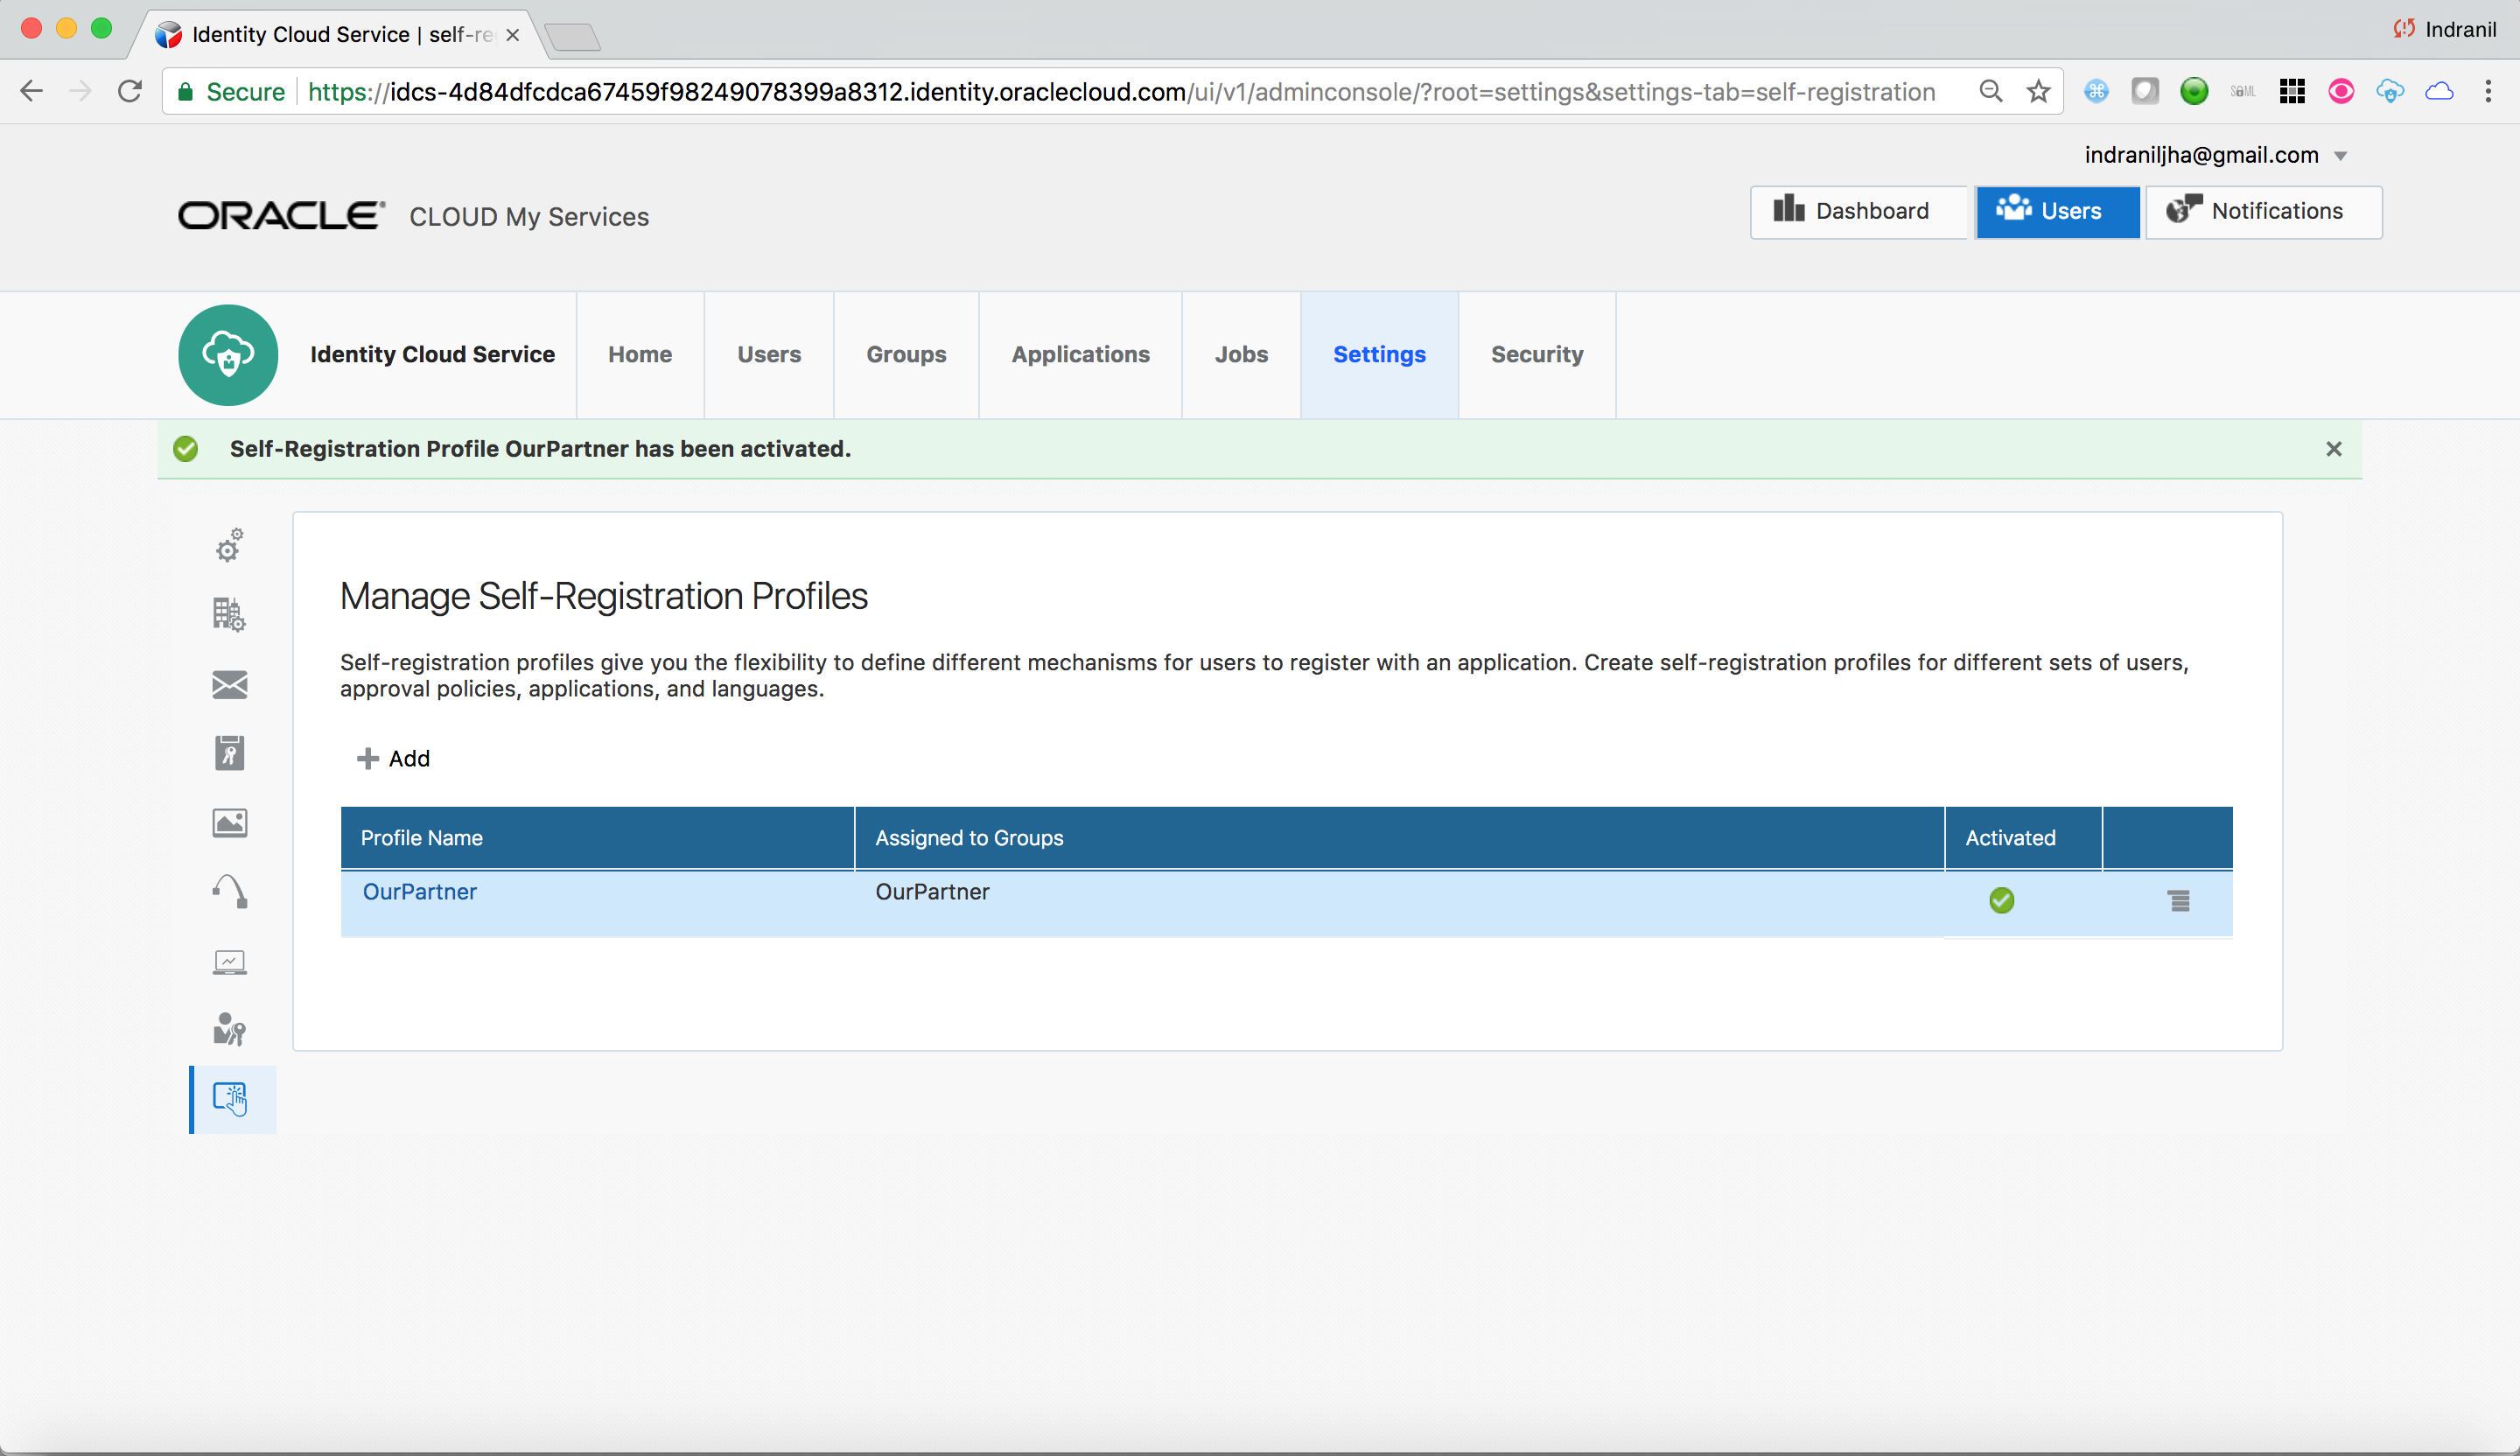 Identity Cloud Service | self-re
Indranil
Secure
https://idcs-4d84dfcdca67459f98249078399a8312.identity.oraclecloud.com/ui/v1/adminconsole/?root=settings&settings-tab=self-registration
SAML
indraniljha@gmail.com
ORACLE® CLOUD My Services
Dashboard
Users
Notifications
Identity Cloud Service
Home
Users
Groups
Applications
Jobs
Settings
Security
Self-Registration Profile OurPartner has been activated.
Manage Self-Registration Profiles
Self-registration profiles give you the flexibility to define different mechanisms for users to register with an application. Create self-registration profiles for different sets of users,
approval policies, applications, and languages.
Add
Profile Name
Assigned to Groups
Activated
OurPartner
OurPartner